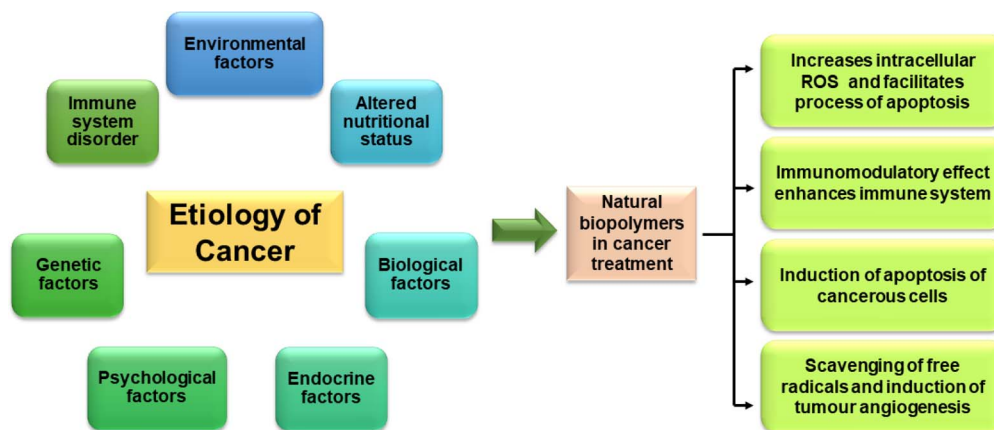 Environmental
factors
Immune
system
disorder
Altered
nutritional
status
Etiology of
Cancer
Genetic
factors
Biological
factors
Psychological
factors
Endocrine
factors
Natural
biopolymers
in cancer
treatment
Increases intracellular
ROS and facilitates
process of apoptosis
Immunomodulatory effect
enhances immune system
Induction of apoptosis of
cancerous cells
Scavenging of free
radicals and induction of
tumour angiogenesis